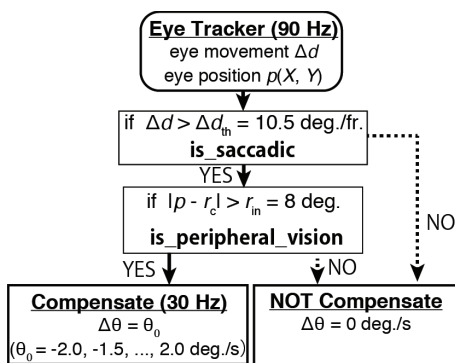 Eye Tracker (90 Hz)
eye movement Δd
eye position p(X, Y)
if Δd > Δd_th = 10.5 deg./fr.
is_saccadic
YES
NO
if |p - r_c| > r_in = 8 deg.
is_peripheral_vision
YES
NO
Compensate (30 Hz)
Δθ = θ_0
(θ_0 = -2.0, -1.5, ..., 2.0 deg./s)
NOT Compensate
Δθ = 0 deg./s